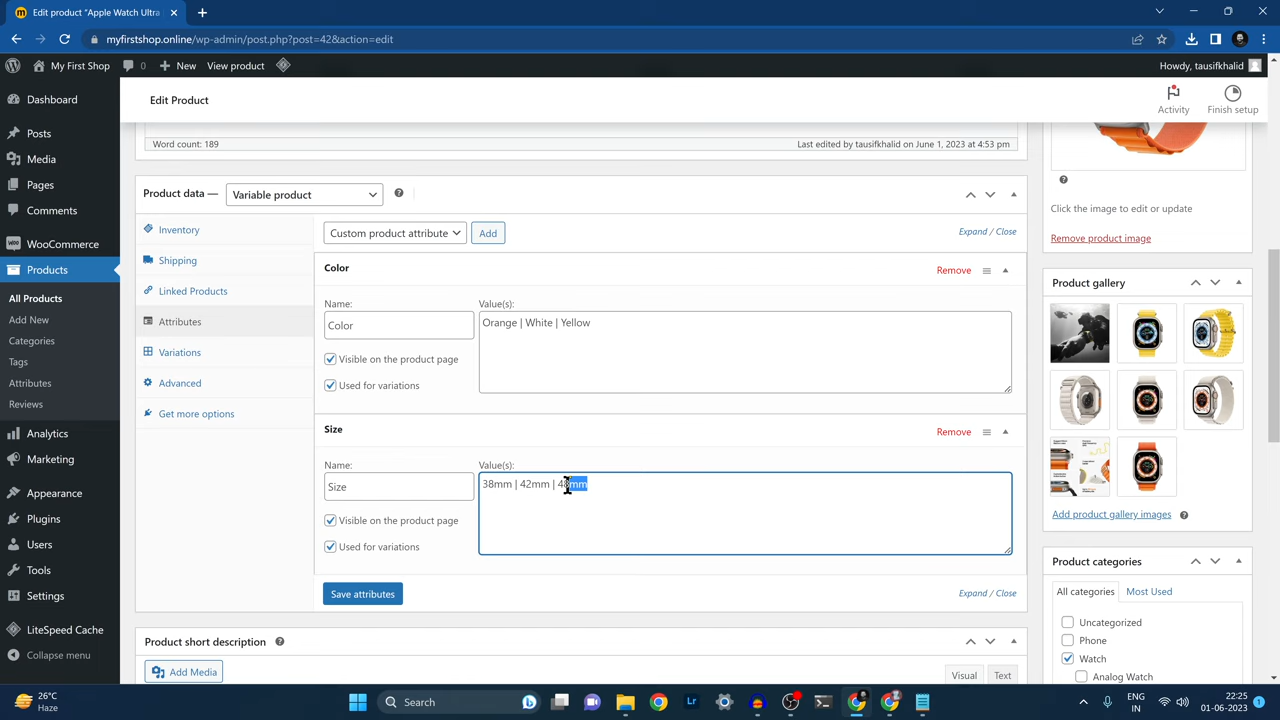 Edit product "Apple Watch Ultra
myfirstshop.online/wp-admin/post.php?post=42&action=edit
My First Shop 0 New View product
Howdy, tausifkhalid
Dashboard
Posts
Media
Pages
Comments
WooCommerce
Products
All Products
Add New
Categories
Tags
Attributes
Reviews
Analytics
Marketing
Appearance
Plugins
Users
Tools
Settings
LiteSpeed Cache
Collapse menu
Edit Product
Activity
Finish setup
Word count: 189
Last edited by tausifkhalid on June 1, 2023 at 4:53 pm
Product data — Variable product
Inventory
Shipping
Linked Products
Attributes
Variations
Advanced
Get more options
Custom product attribute Add Expand / Close
Color Remove
Name: Value(s):
Color
Orange | White | Yellow
Visible on the product page
Used for variations
Size Remove
Name: Value(s):
Size
38mm | 42mm | 48mm
Visible on the product page
Used for variations
Save attributes Expand / Close
Product short description
Add Media
Visual Text
Click the image to edit or update
Remove product image
Product gallery
Add product gallery images
Product categories
All categories Most Used
Uncategorized
Phone
Watch
Analog Watch
26°C
Haze
Search
Lr
ENG
IN
22:25
01-06-2023